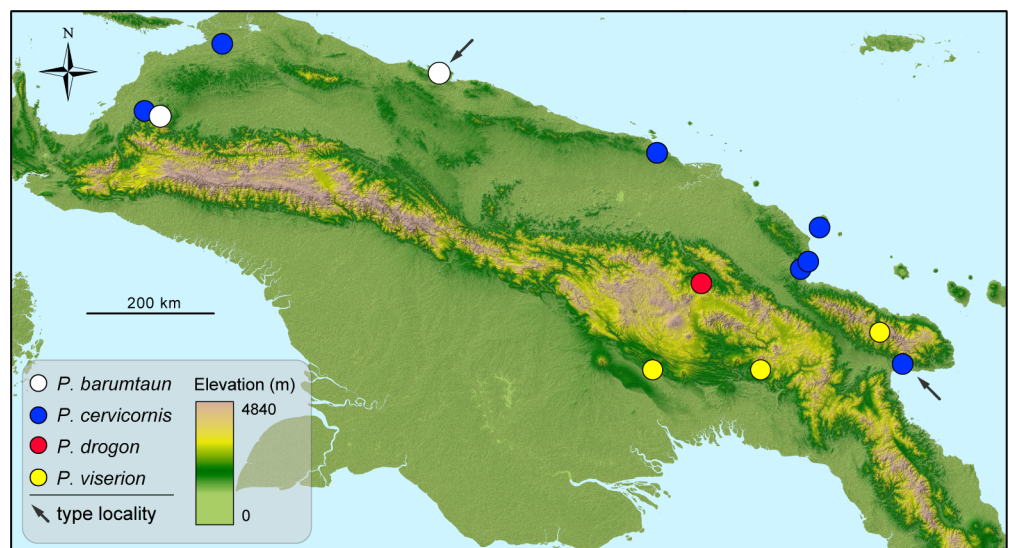 N
200 km
P. barumtaun
P. cervicornis
P. drogon
P. viserion
type locality
Elevation (m)
4840
0